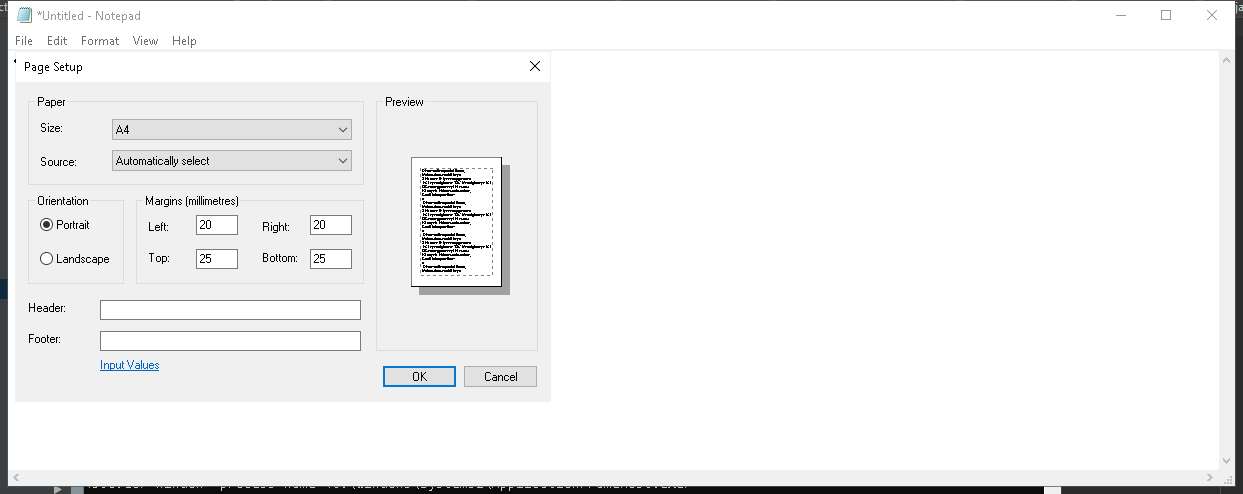 *Untitled - Notepad
File Edit Format View Help
Page Setup
Paper
Size: A4
Source: Automatically select
Orientation
Portrait
Landscape
Margins (millimetres)
Left: 20 Right: 20
Top: 25 Bottom: 25
Header:
Footer:
Input Values
Preview
OK Cancel